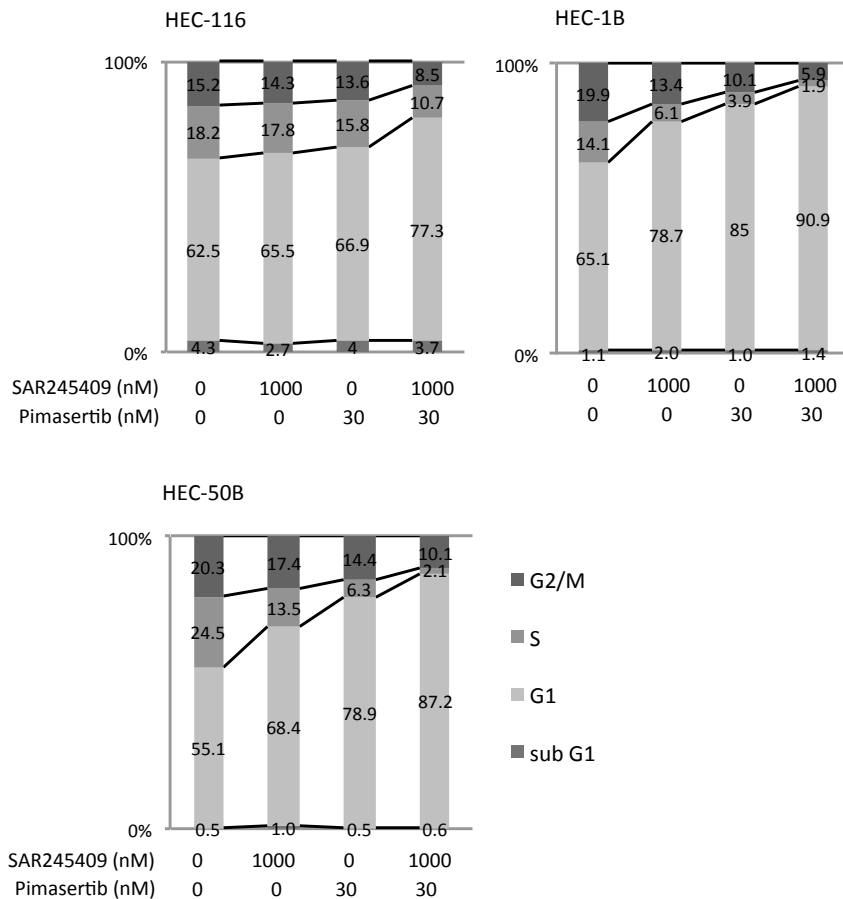 HEC-116
100%
15.2 14.3 13.6 8.5
18.2 17.8 15.8 10.7
62.5 65.5 66.9 77.3
4.3 2.7 4 3.7
0%
SAR245409 (nM) 0 1000 0 1000
Pimasertib (nM) 0 0 30 30
HEC-1B
100%
19.9 13.4 10.1 5.9
14.1 6.1 3.9 1.9
65.1 78.7 85 90.9
1.1 2.0 1.0 1.4
0%
0 1000 0 1000
0 0 30 30
HEC-50B
100%
20.3 17.4 14.4 10.1
24.5 13.5 6.3 2.1
55.1 68.4 78.9 87.2
0.5 1.0 0.5 0.6
0%
SAR245409 (nM) 0 1000 0 1000
Pimasertib (nM) 0 0 30 30
G2/M
S
G1
sub G1